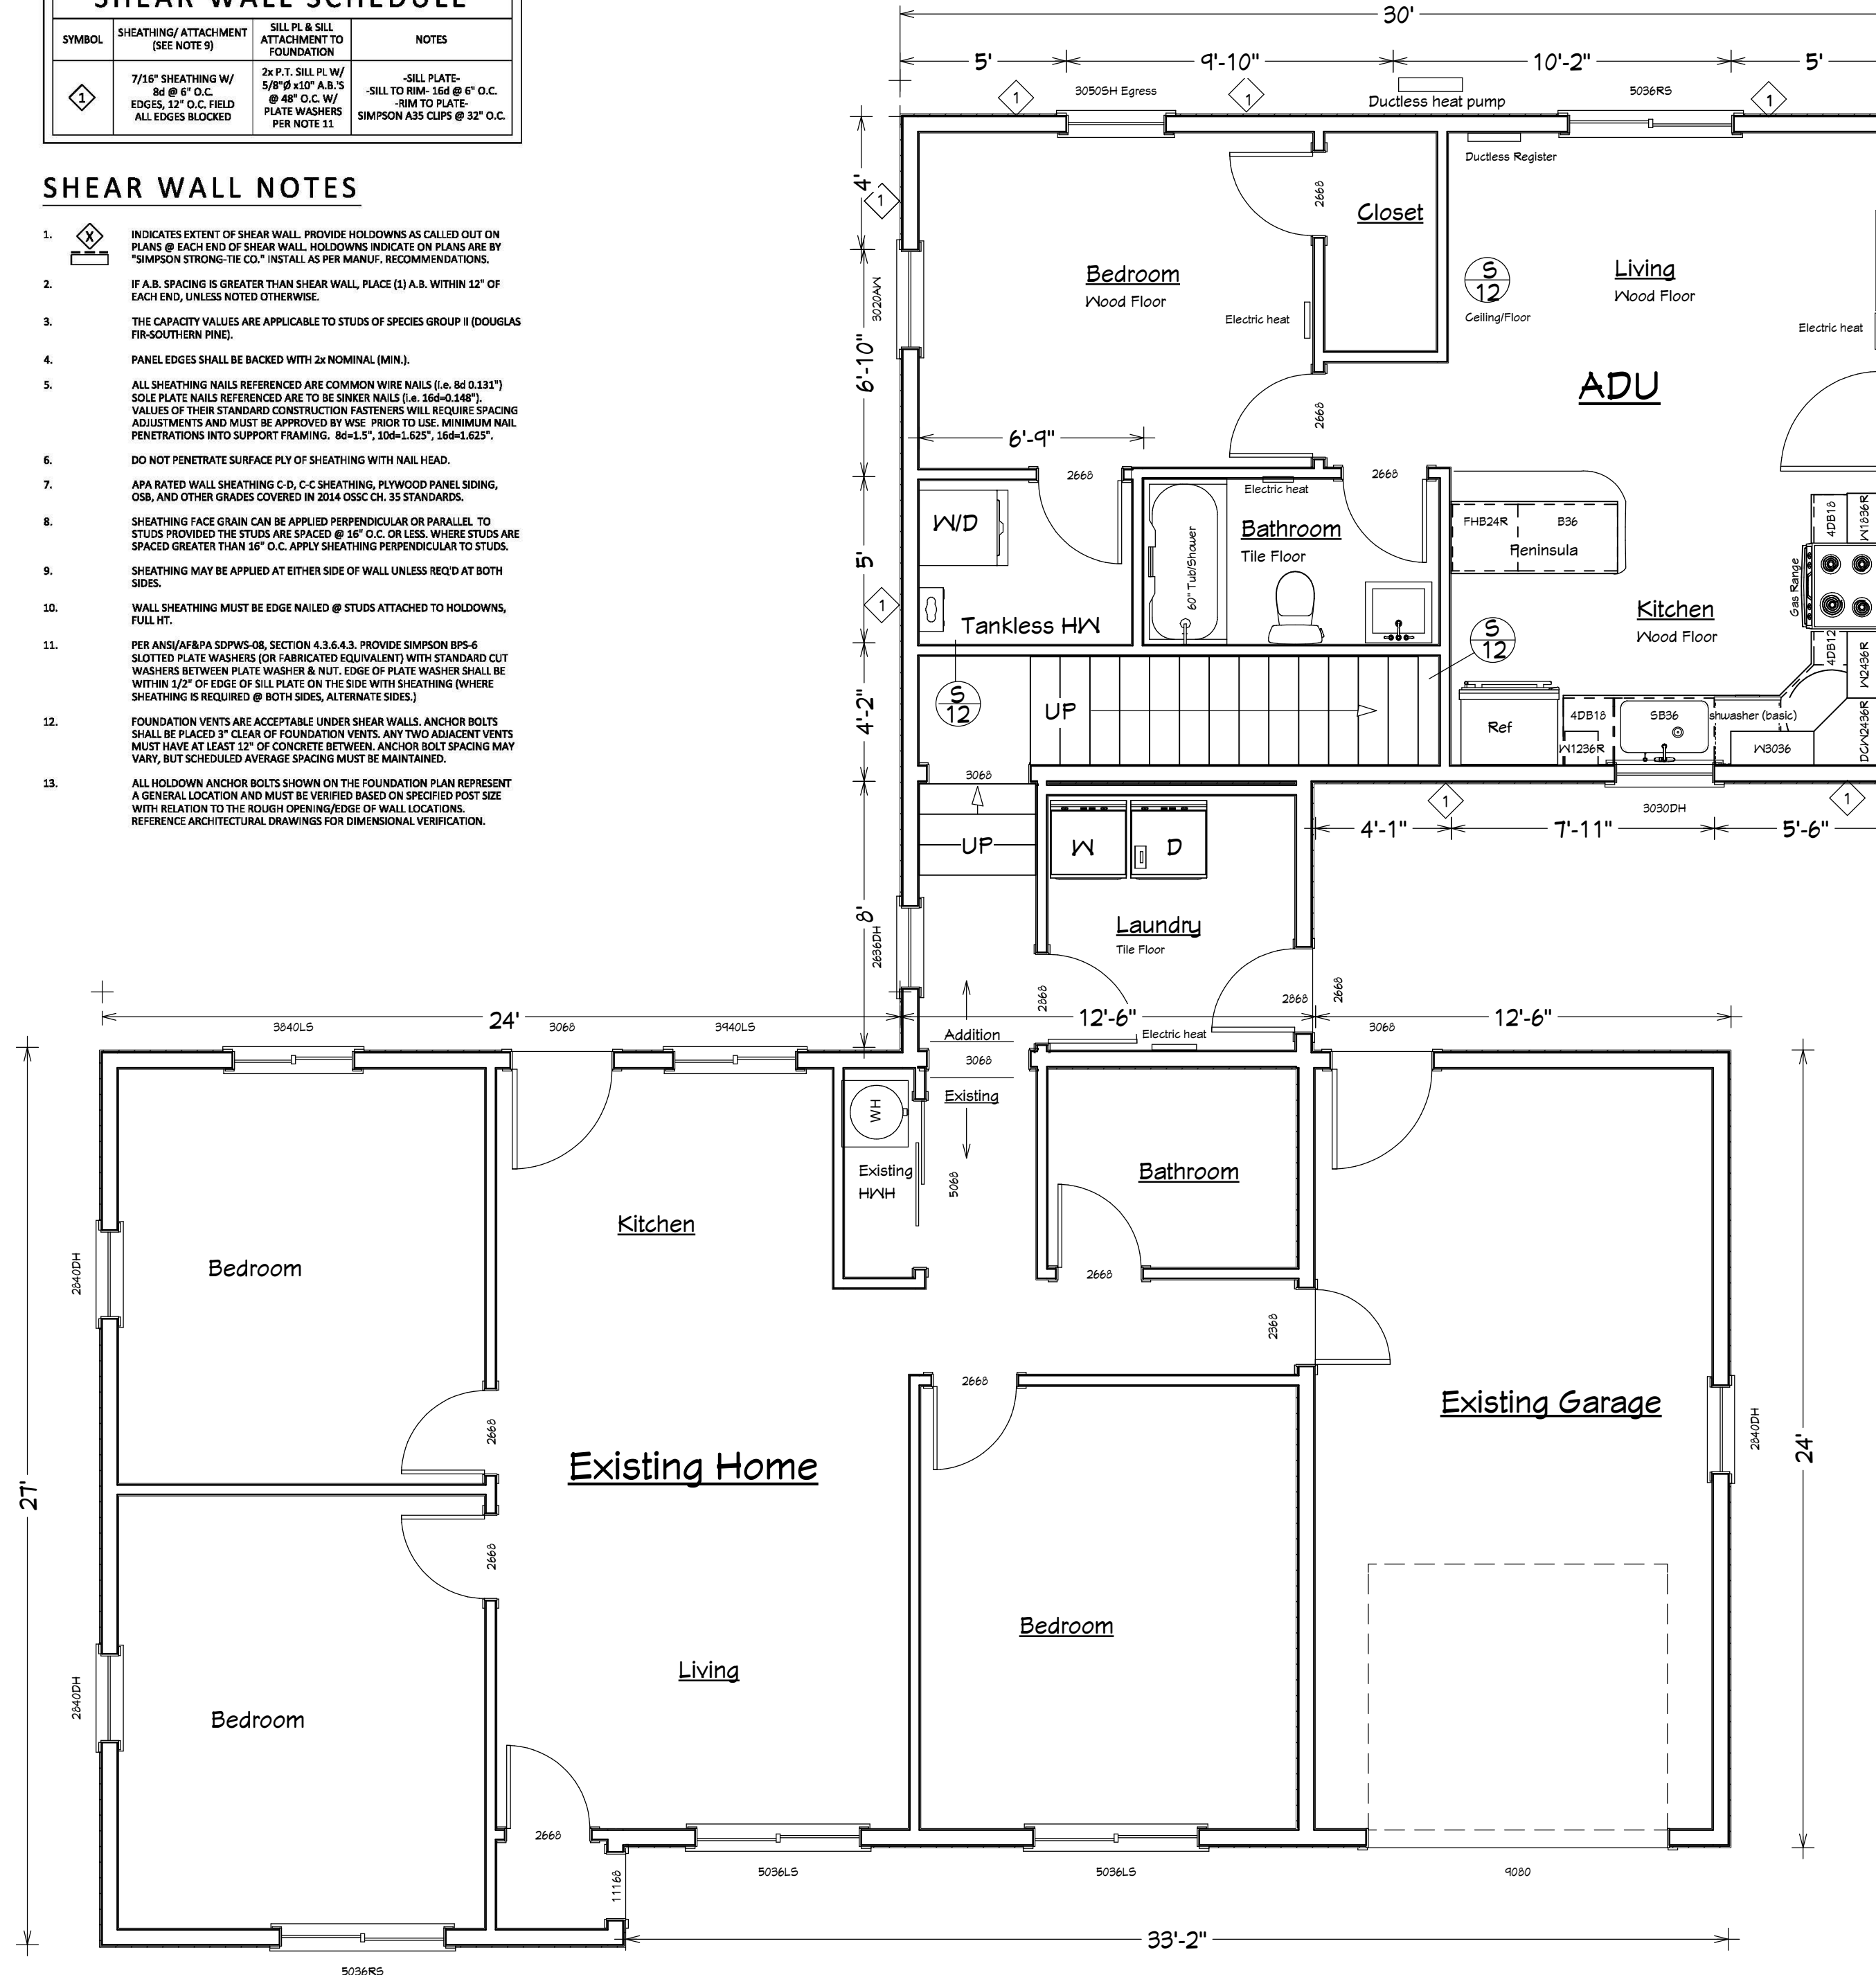 SHEAR WALL SCHEDULE
SYMBOL
SHEATHING/ ATTACHMENT
(SEE NOTE 9)
SILL PL & SILL
ATTACHMENT TO
FOUNDATION
NOTES
1
7/16" SHEATHING W/
8d @ 6" O.C.
EDGES, 12" O.C. FIELD
ALL EDGES BLOCKED
2x P.T. SILL PL W/
5/8"Ø x10" A.B.'S
@ 48" O.C. W/
PLATE WASHERS
PER NOTE 11
-SILL PLATE-
-SILL TO RIM- 16d @ 6" O.C.
-RIM TO PLATE-
SIMPSON A35 CLIPS @ 32" O.C.
SHEAR WALL NOTES
1.
X
INDICATES EXTENT OF SHEAR WALL. PROVIDE HOLDOWNS AS CALLED OUT ON
PLANS @ EACH END OF SHEAR WALL. HOLDOWNS INDICATE ON PLANS ARE BY
"SIMPSON STRONG-TIE CO." INSTALL AS PER MANUF. RECOMMENDATIONS.
2. IF A.B. SPACING IS GREATER THAN SHEAR WALL, PLACE (1) A.B. WITHIN 12" OF
EACH END, UNLESS NOTED OTHERWISE.
3. THE CAPACITY VALUES ARE APPLICABLE TO STUDS OF SPECIES GROUP II (DOUGLAS
FIR-SOUTHERN PINE).
4. PANEL EDGES SHALL BE BACKED WITH 2x NOMINAL (MIN.).
5. ALL SHEATHING NAILS REFERENCED ARE COMMON WIRE NAILS (i.e. 8d 0.131")
SOLE PLATE NAILS REFERENCED ARE TO BE SINKER NAILS (i.e. 16d=0.148").
VALUES OF THEIR STANDARD CONSTRUCTION FASTENERS WILL REQUIRE SPACING
ADJUSTMENTS AND MUST BE APPROVED BY WSE PRIOR TO USE. MINIMUM NAIL
PENETRATIONS INTO SUPPORT FRAMING. 8d=1.5", 10d=1.625", 16d=1.625".
6. DO NOT PENETRATE SURFACE PLY OF SHEATHING WITH NAIL HEAD.
7. APA RATED WALL SHEATHING C-D, C-C SHEATHING, PLYWOOD PANEL SIDING,
OSB, AND OTHER GRADES COVERED IN 2014 OSSC CH. 35 STANDARDS.
8. SHEATHING FACE GRAIN CAN BE APPLIED PERPENDICULAR OR PARALLEL TO
STUDS PROVIDED THE STUDS ARE SPACED @ 16" O.C. OR LESS. WHERE STUDS ARE
SPACED GREATER THAN 16" O.C. APPLY SHEATHING PERPENDICULAR TO STUDS.
9. SHEATHING MAY BE APPLIED AT EITHER SIDE OF WALL UNLESS REQ'D AT BOTH
SIDES.
10. WALL SHEATHING MUST BE EDGE NAILED @ STUDS ATTACHED TO HOLDOWNS,
FULL HT.
11. PER ANSI/AF&PA SDPWS-08, SECTION 4.3.6.4.3. PROVIDE SIMPSON BPS-6
SLOTTED PLATE WASHERS (OR FABRICATED EQUIVALENT) WITH STANDARD CUT
WASHERS BETWEEN PLATE WASHER & NUT. EDGE OF PLATE WASHER SHALL BE
WITHIN 1/2" OF EDGE OF SILL PLATE ON THE SIDE WITH SHEATHING (WHERE
SHEATHING IS REQUIRED @ BOTH SIDES, ALTERNATE SIDES.)
12. FOUNDATION VENTS ARE ACCEPTABLE UNDER SHEAR WALLS. ANCHOR BOLTS
SHALL BE PLACED 3" CLEAR OF FOUNDATION VENTS. ANY TWO ADJACENT VENTS
MUST HAVE AT LEAST 12" OF CONCRETE BETWEEN. ANCHOR BOLT SPACING MAY
VARY, BUT SCHEDULED AVERAGE SPACING MUST BE MAINTAINED.
13. ALL HOLDOWN ANCHOR BOLTS SHOWN ON THE FOUNDATION PLAN REPRESENT
A GENERAL LOCATION AND MUST BE VERIFIED BASED ON SPECIFIED POST SIZE
WITH RELATION TO THE ROUGH OPENING/EDGE OF WALL LOCATIONS.
REFERENCE ARCHITECTURAL DRAWINGS FOR DIMENSIONAL VERIFICATION.
30'
5'
9'-10"
10'-2"
5'
1
3050SH Egress
1
Ductless heat pump
5036RS
1
Ductless Register
4'
1
2668
Closet
Bedroom
Wood Floor
3020AW
Electric heat
S
12
Ceiling/Floor
Living
Wood Floor
Electric heat
6'-10"
ADU
2668
6'-9"
2668
Electric heat
2668
W/D
60" Tub/Shower
Bathroom
Tile Floor
FHB24R
B36
Peninsula
4DB18
W1836R
5'
1
Gas Range
Tankless HW
Kitchen
Wood Floor
S
12
4DB12
W2436R
4'-2"
S
12
UP
Ref
4DB18
W1236R
SB36
shwasher (basic)
W3036
DCW2436R
3068
1
3030DH
1
4'-1"
7'-11"
5'-6"
UP
W
D
8'
2636DH
Laundry
Tile Floor
2868
2868
2668
24'
3840LS
3068
3940LS
12'-6"
12'-6"
Addition
Electric heat
3068
3068
Existing
WH
Existing
HWH
5068
Bathroom
Kitchen
2840DH
Bedroom
2668
2368
2668
Existing Garage
2840DH
24'
2668
Existing Home
27'
2668
Bedroom
Living
2840DH
Bedroom
2668
11168
5036LS
5036LS
9080
33'-2"
5036RS